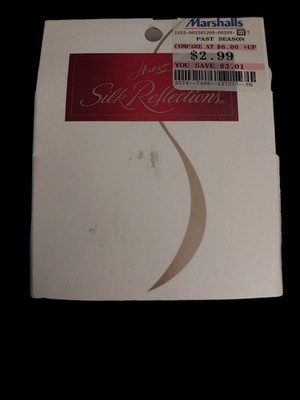 Marshalls
PAST SEASON
COMPARE AT $6.00 +UP
$2.99
YOU SAVE $3.01
Hanes
Silk Reflections